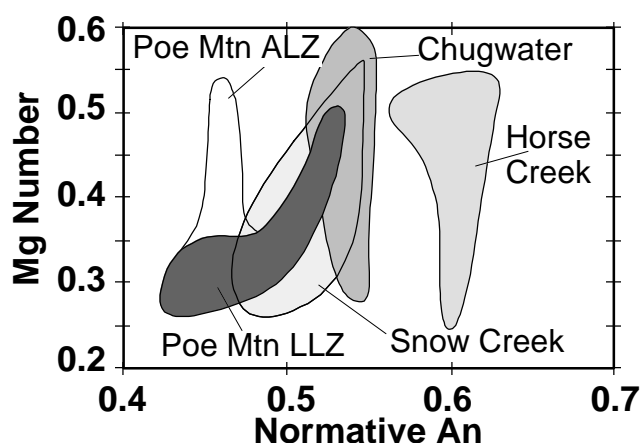 0.6
Poe Mtn ALZ
Chugwater
0.5
Horse
Creek
Mg Number
0.4
0.3
Poe Mtn LLZ
Snow Creek
0.2
0.4 0.5 0.6 0.7
Normative An